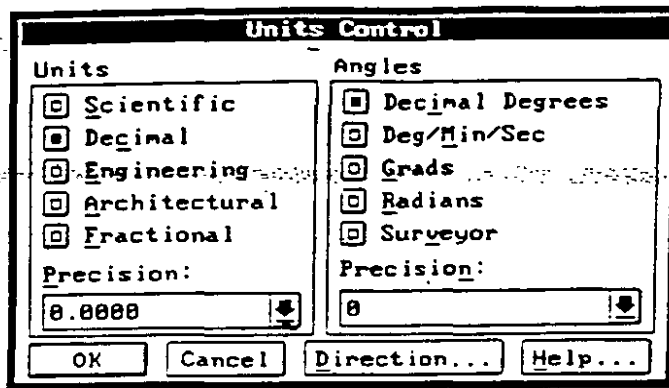 Units Control
Units
Scientific
Decimal
Engineering
Architectural
Fractional
Precision:
0.0000
Angles
Decimal Degrees
Deg/Min/Sec
Grads
Radians
Surveyor
Precision:
0
OK
Cancel
Direction...
Help...